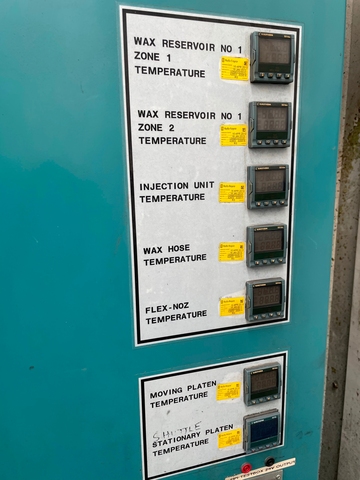 WAX RESERVOIR NO 1
ZONE 1
TEMPERATURE
WAX RESERVOIR NO 1
ZONE 2
TEMPERATURE
INJECTION UNIT
TEMPERATURE
WAX HOSE
TEMPERATURE
FLEX-NOZ
TEMPERATURE
MOVING PLATEN
TEMPERATURE
SHUTTLE
STATIONARY PLATEN
TEMPERATURE